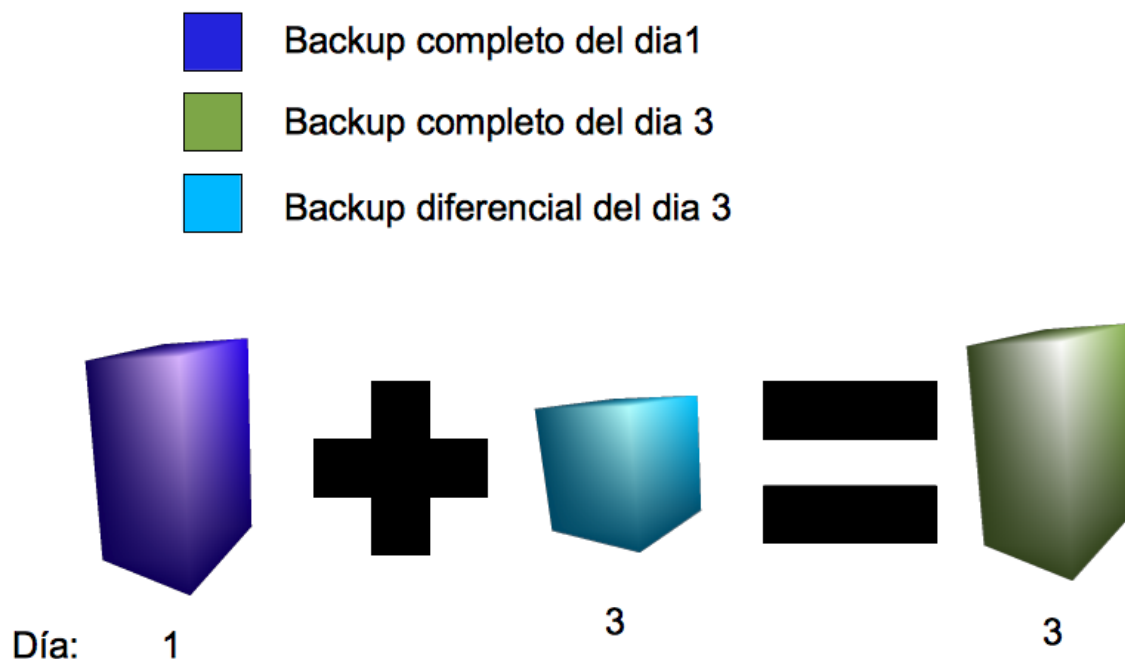 Backup completo del dia1
Backup completo del dia 3
Backup diferencial del dia 3
Día: 1 3 3